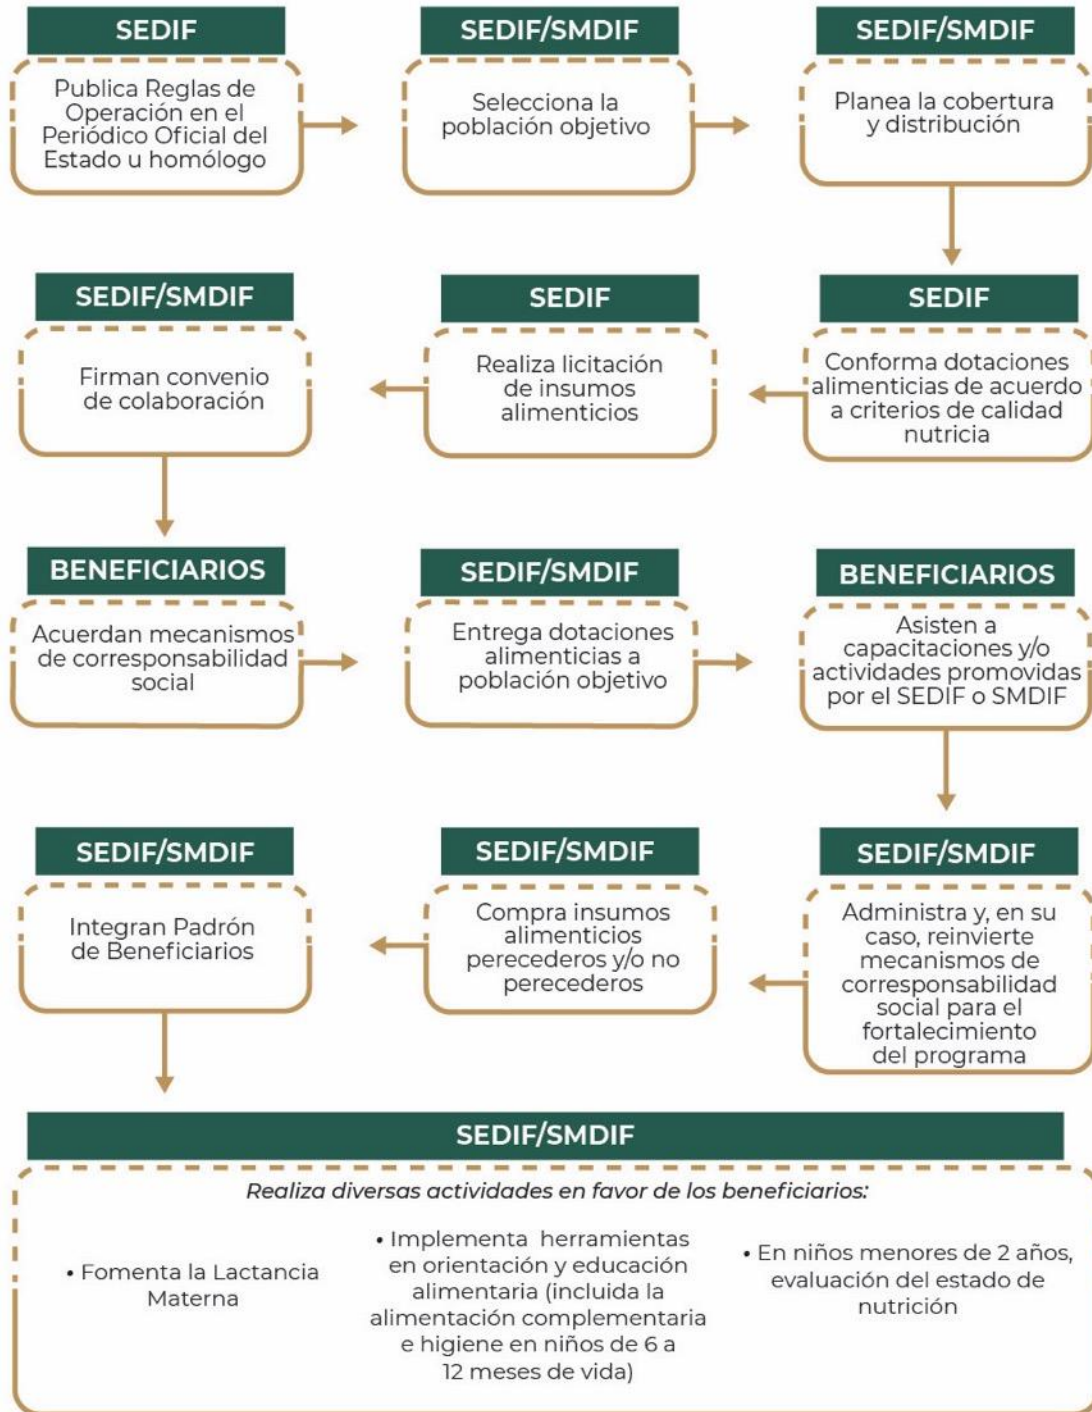 SEDIF
Publica Reglas de
Operación en el
Periódico Oficial del
Estado u homólogo
SEDIF/SMDIF
Selecciona la
población objetivo
SEDIF/SMDIF
Planea la cobertura
y distribución
SEDIF
Conforma dotaciones
alimenticias de acuerdo
a criterios de calidad
nutricia
SEDIF
Realiza licitación
de insumos
alimenticios
SEDIF/SMDIF
Firman convenio
de colaboración
BENEFICIARIOS
Acuerdan mecanismos
de corresponsabilidad
social
SEDIF/SMDIF
Entrega dotaciones
alimenticias a
población objetivo
BENEFICIARIOS
Asisten a
capacitaciones y/o
actividades promovidas
por el SEDIF o SMDIF
SEDIF/SMDIF
Administra y, en su
caso, reinvierte
mecanismos de
corresponsabilidad
social para el
fortalecimiento
del programa
SEDIF/SMDIF
Compra insumos
alimenticios
perecederos y/o no
perecederos
SEDIF/SMDIF
Integran Padrón
de Beneficiarios
SEDIF/SMDIF
Realiza diversas actividades en favor de los beneficiarios:
• Fomenta la Lactancia
Materna
• Implementa herramientas
en orientación y educación
alimentaria (incluida la
alimentación complementaria
e higiene en niños de 6 a
12 meses de vida)
• En niños menores de 2 años,
evaluación del estado de
nutrición